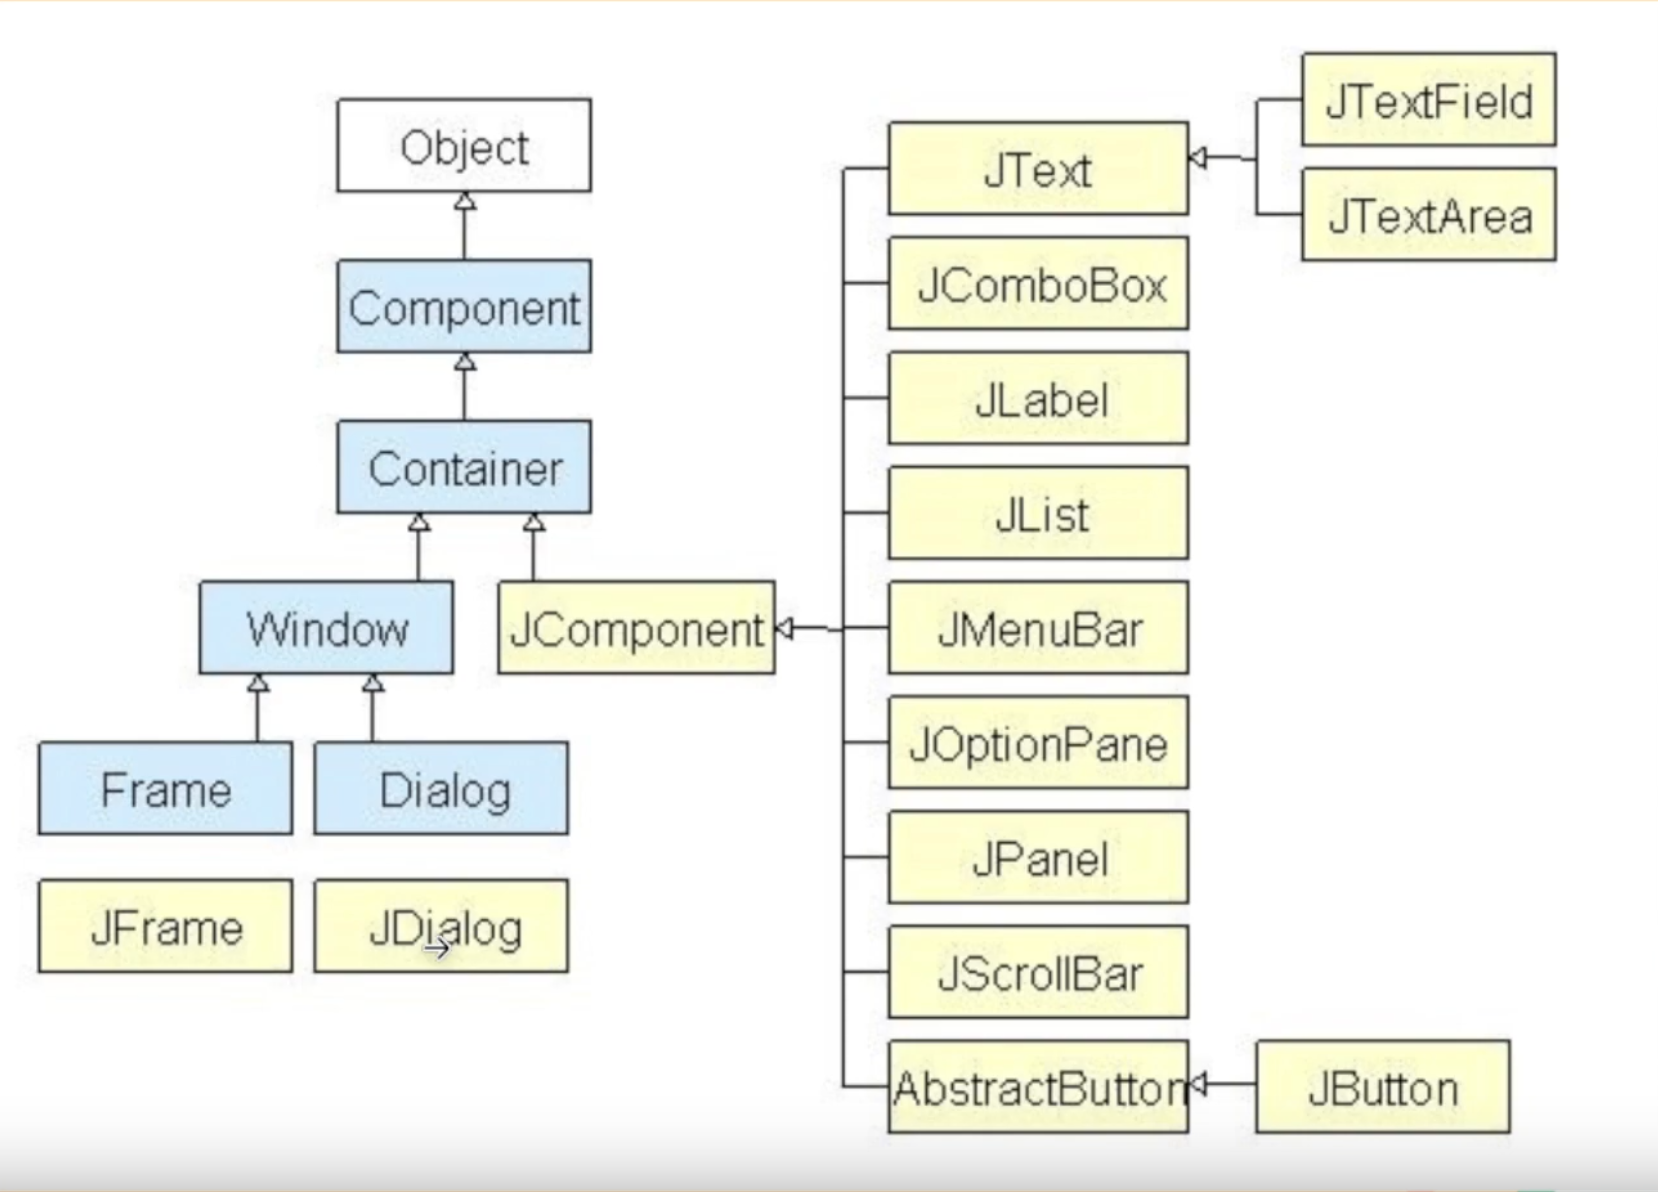 Object
Component
Container
Window
JComponent
Frame
Dialog
JFrame
JDialog
JText
JComboBox
JLabel
JList
JMenuBar
JOptionPane
JPanel
JScrollBar
AbstractButton
JTextField
JTextArea
JButton